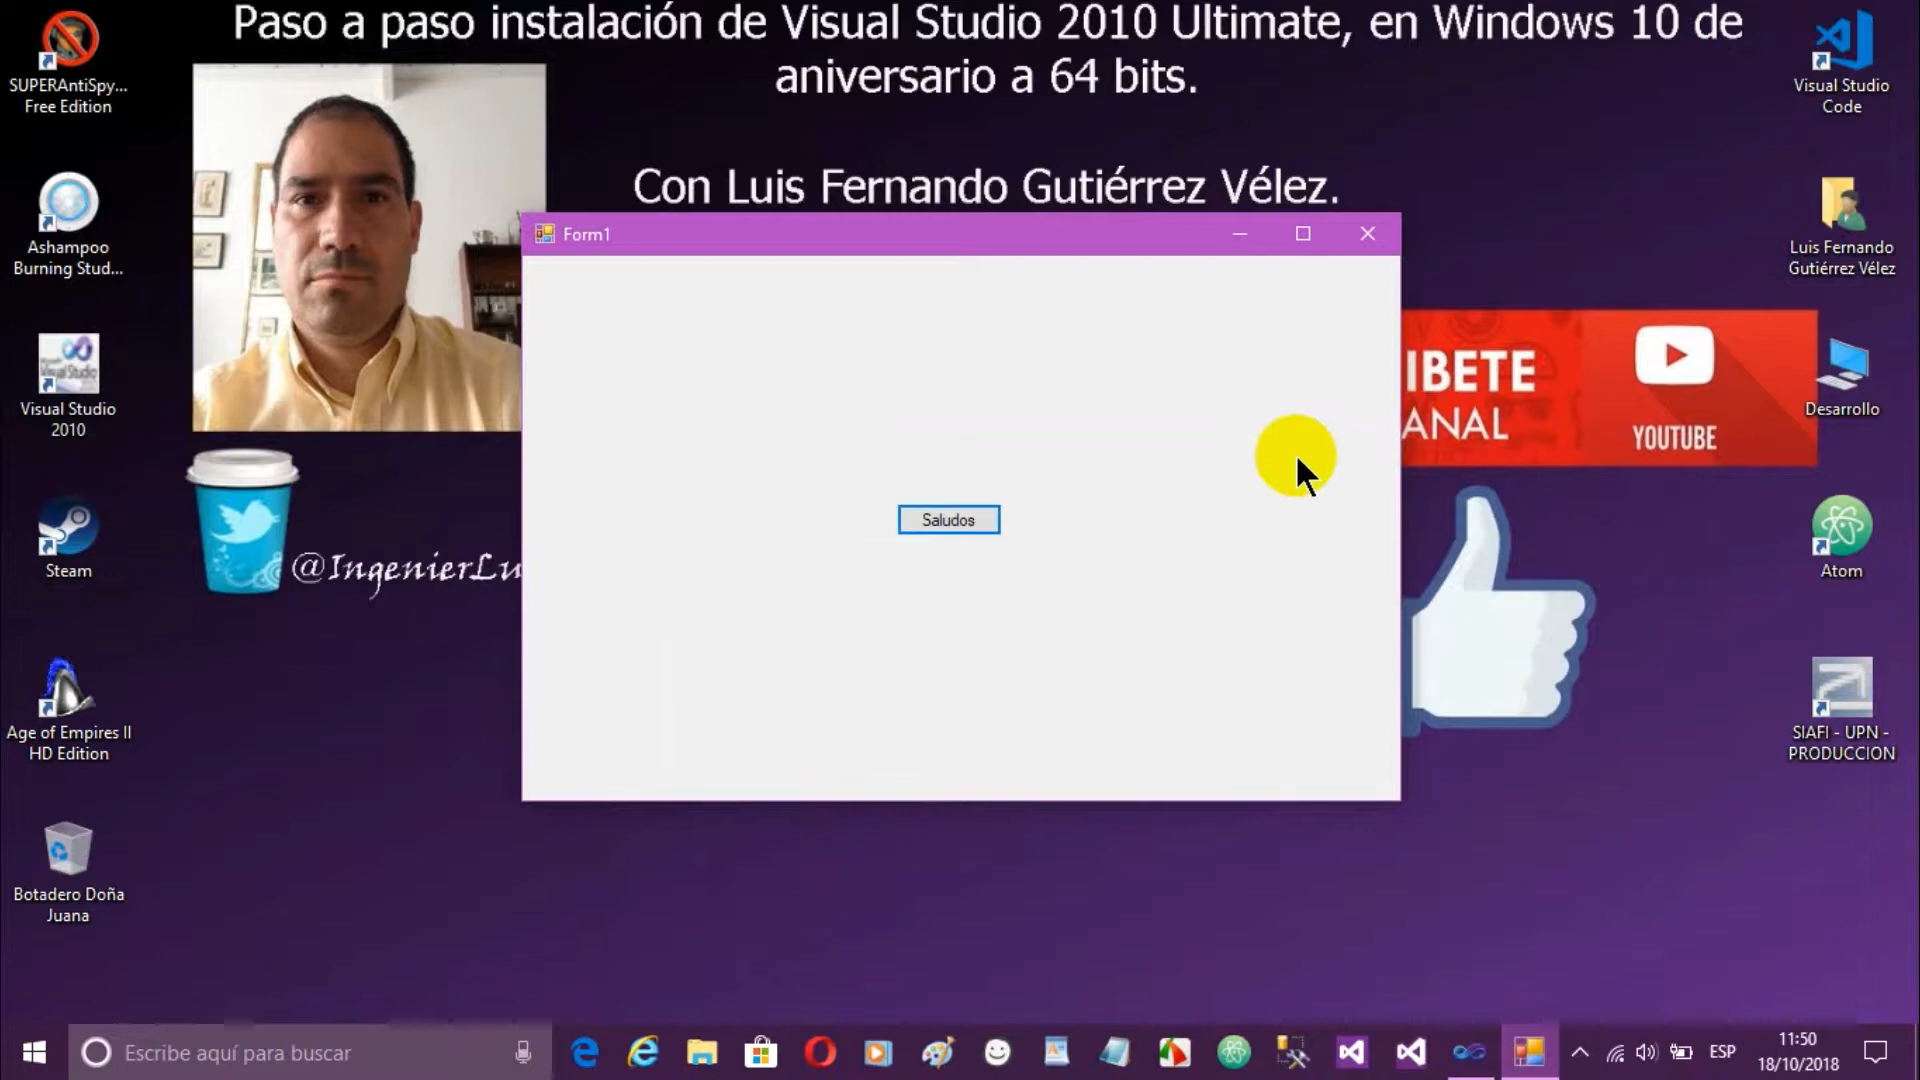 Paso a paso instalación de Visual Studio 2010 Ultimate, en Windows 10 de
aniversario a 64 bits.
Con Luis Fernando Gutiérrez Vélez.
SUPERAntiSpy...
Free Edition
Ashampoo
Burning Stud...
Visual Studio
2010
Steam
Age of Empires II
HD Edition
Botadero Doña
Juana
@IngenierLu
Form1
Saludos
IBETE
ANAL
YOUTUBE
Visual Studio
Code
Luis Fernando
Gutiérrez Vélez
Desarrollo
Atom
SIAFI - UPN -
PRODUCCION
Escribe aquí para buscar
ESP
11:50
18/10/2018